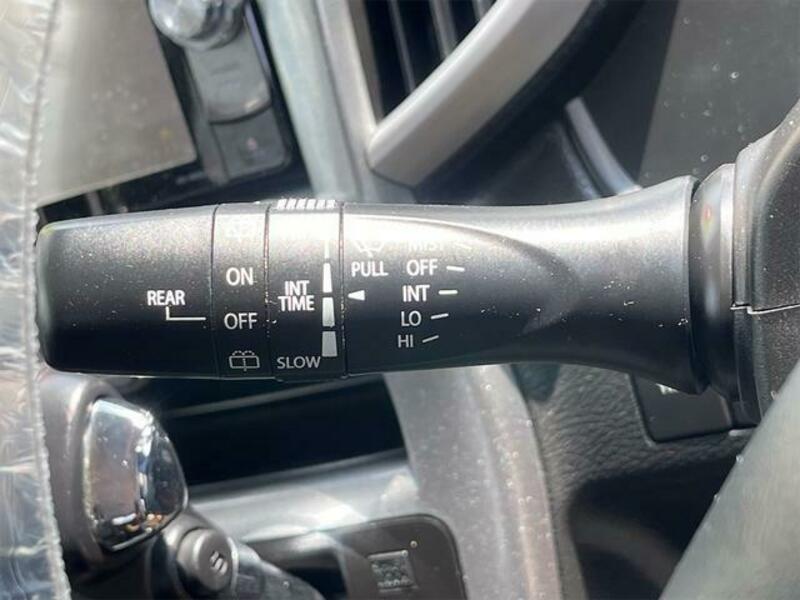 REAR
ON
OFF
INT
TIME
SLOW
PULL
MIST
OFF
INT
LO
HI